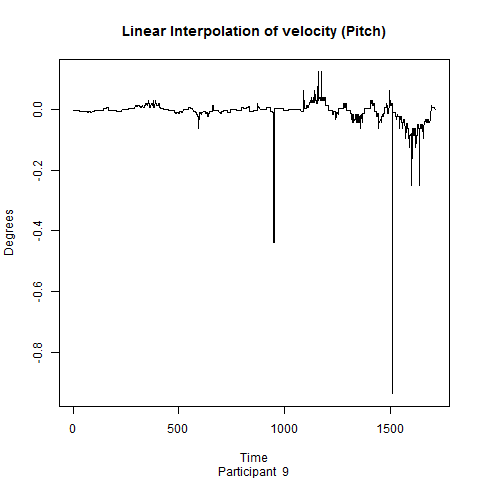 Linear Interpolation of velocity (Pitch)
Degrees
0.0
-0.2
-0.4
-0.6
-0.8
0 500 1000 1500
Time
Participant 9